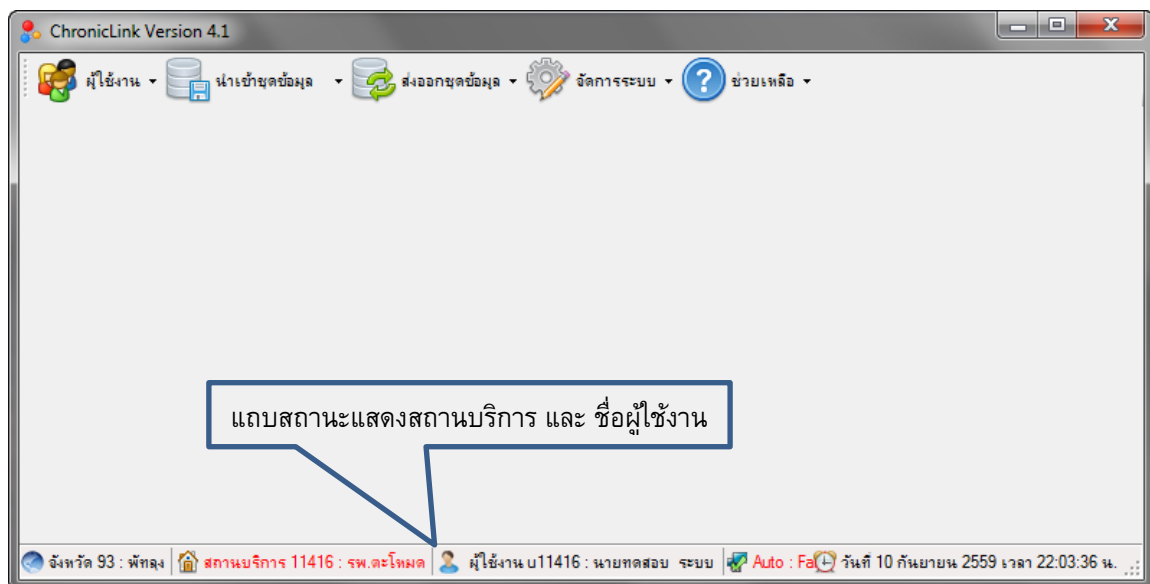 ChronicLink Version 4.1
ผู้ใช้งาน นำเข้าชุดข้อมูล ส่งออกชุดข้อมูล จัดการระบบ ช่วยเหลือ
แถบสถานะแสดงสถานบริการ และ ชื่อผู้ใช้งาน
จังหวัด 93 : พัทลุง สถานบริการ 11416 : รพ.ตะโหมด ผู้ใช้งาน u11416 : นายทดสอบ ระบบ Auto : Fa วันที่ 10 กันยายน 2559 เวลา 22:03:36 น.